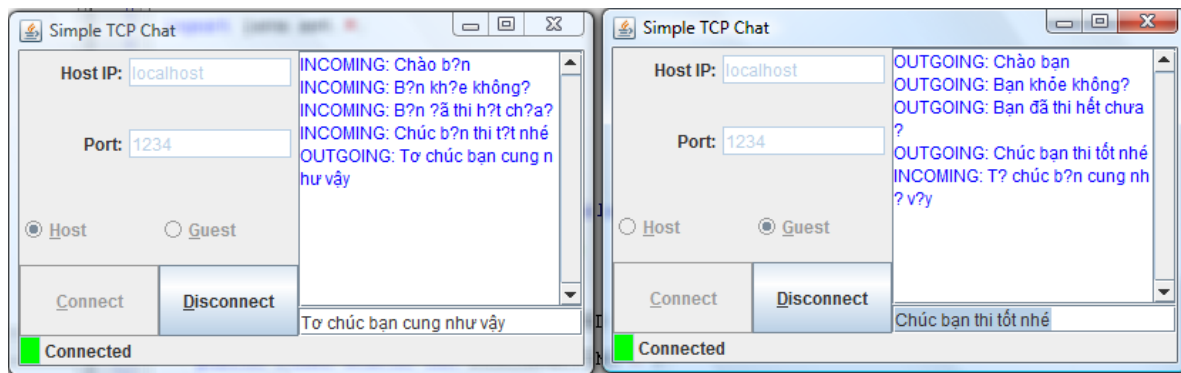 Simple TCP Chat
Host IP: localhost
Port: 1234
Host
Guest
Connect
Disconnect
INCOMING: Chào b?n
INCOMING: B?n kh?e không?
INCOMING: B?n ?ã thi h?t ch?a?
INCOMING: Chúc b?n thi t?t nhé
OUTGOING: Tơ chúc bạn cung n
hư vậy
Tơ chúc bạn cung như vậy
Connected
Simple TCP Chat
Host IP: localhost
Port: 1234
Host
Guest
Connect
Disconnect
OUTGOING: Chào bạn
OUTGOING: Bạn khỏe không?
OUTGOING: Bạn đã thi hết chưa
?
OUTGOING: Chúc bạn thi tốt nhé
INCOMING: T? chúc b?n cung nh
? v?y
Chúc bạn thi tốt nhé
Connected